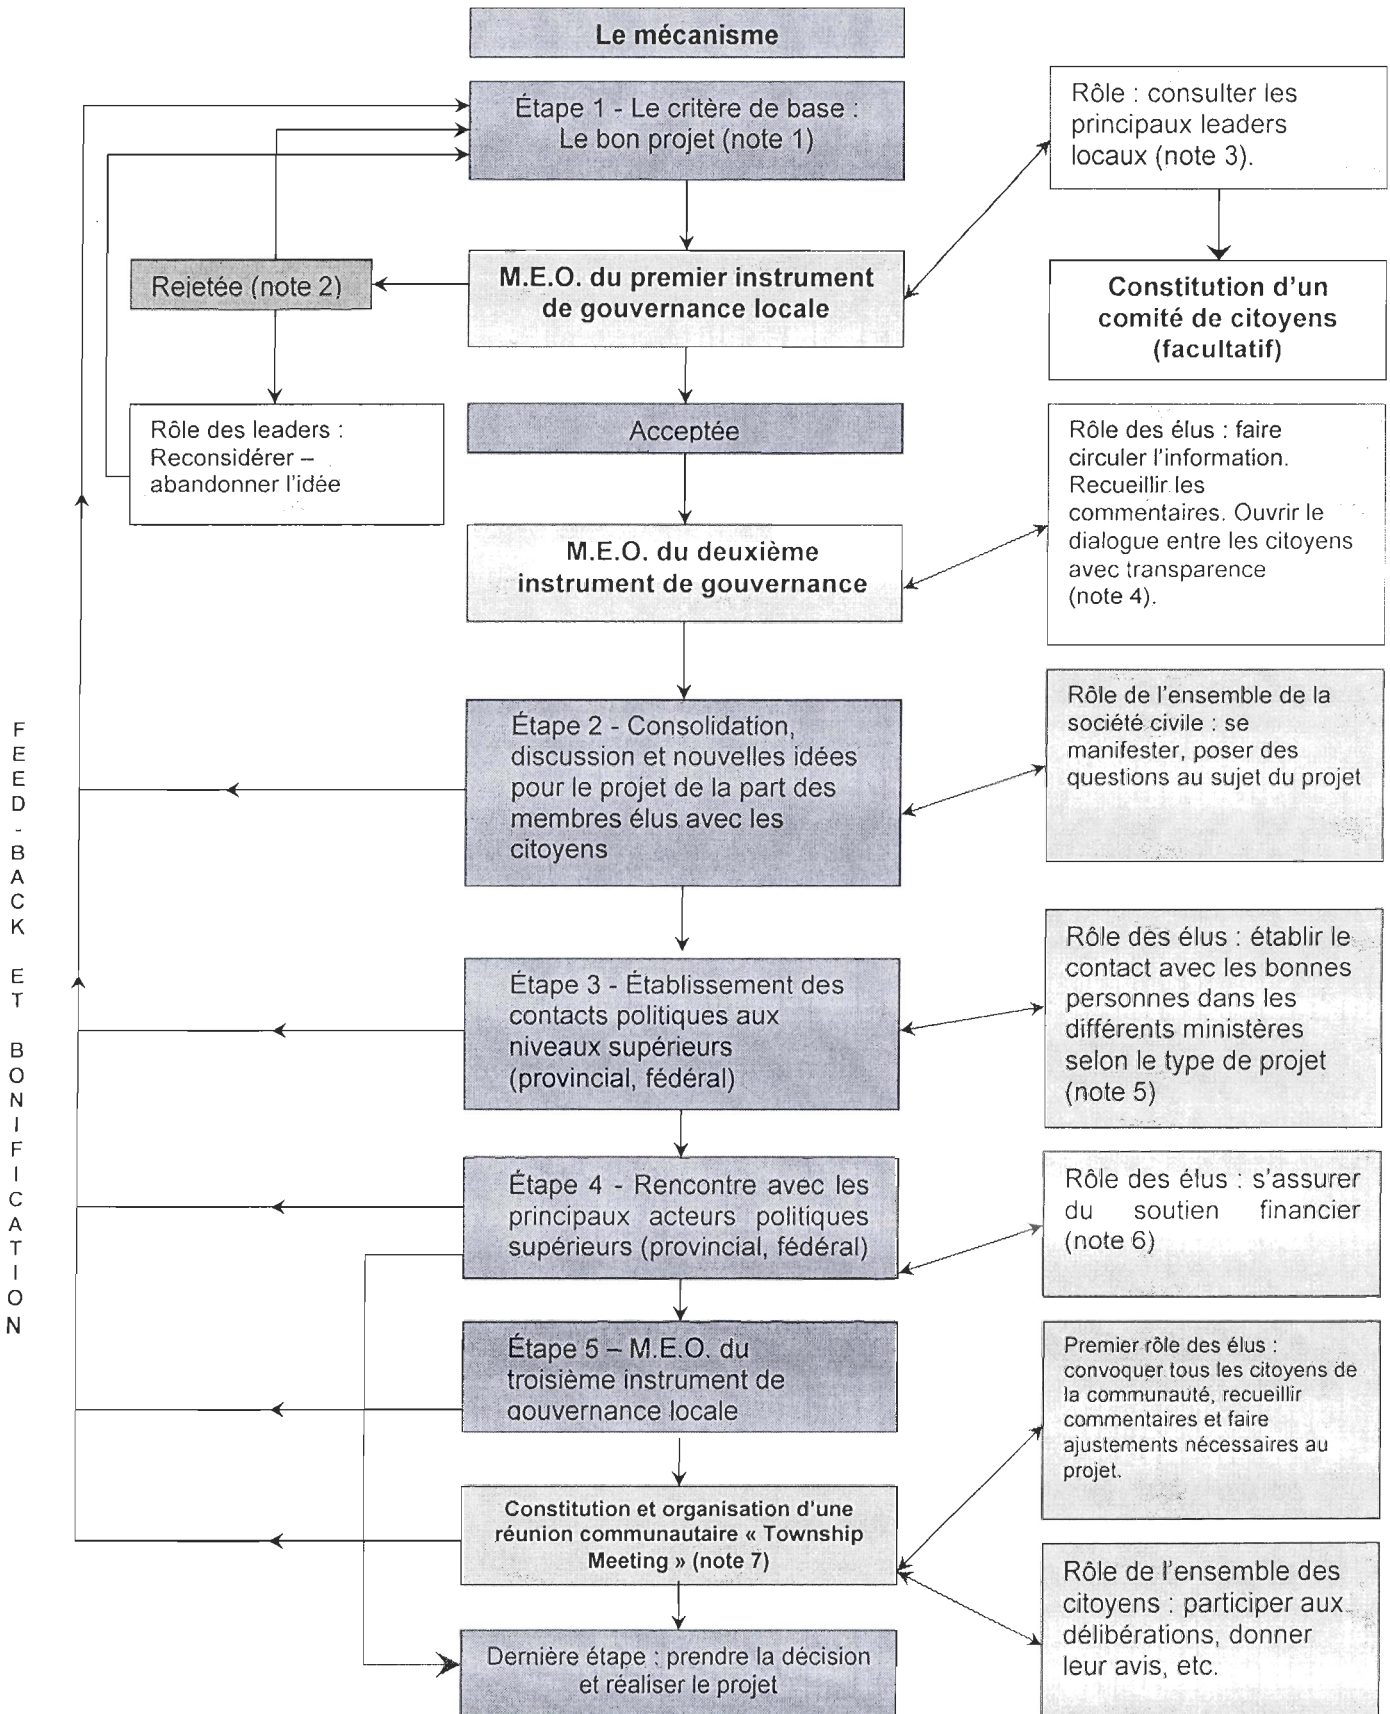 Le mécanisme
Étape 1 - Le critère de base :
Le bon projet (note 1)
Rôle : consulter les
principaux leaders
locaux (note 3).
Rejetée (note 2)
M.E.O. du premier instrument
de gouvernance locale
Constitution d'un
comité de citoyens
(facultatif)
Rôle des leaders :
Reconsidérer –
abandonner l'idée
Acceptée
Rôle des élus : faire
circuler l'information.
Recueillir les
commentaires. Ouvrir le
dialogue entre les citoyens
avec transparence
(note 4).
M.E.O. du deuxième
instrument de gouvernance
Étape 2 - Consolidation,
discussion et nouvelles idées
pour le projet de la part des
membres élus avec les
citoyens
Rôle de l'ensemble de la
société civile : se
manifester, poser des
questions au sujet du projet
FEED-BACK ET BONIFICATION
Étape 3 - Établissement des
contacts politiques aux
niveaux supérieurs
(provincial, fédéral)
Rôle des élus : établir le
contact avec les bonnes
personnes dans les
différents ministères
selon le type de projet
(note 5)
Étape 4 - Rencontre avec les
principaux acteurs politiques
supérieurs (provincial, fédéral)
Rôle des élus : s'assurer
du soutien financier
(note 6)
Étape 5 – M.E.O. du
troisième instrument de
gouvernance locale
Premier rôle des élus :
convoquer tous les citoyens de
la communauté, recueillir
commentaires et faire
ajustements nécessaires au
projet.
Constitution et organisation d'une
réunion communautaire « Township
Meeting » (note 7)
Rôle de l'ensemble des
citoyens : participer aux
délibérations, donner
leur avis, etc.
Dernière étape : prendre la décision
et réaliser le projet